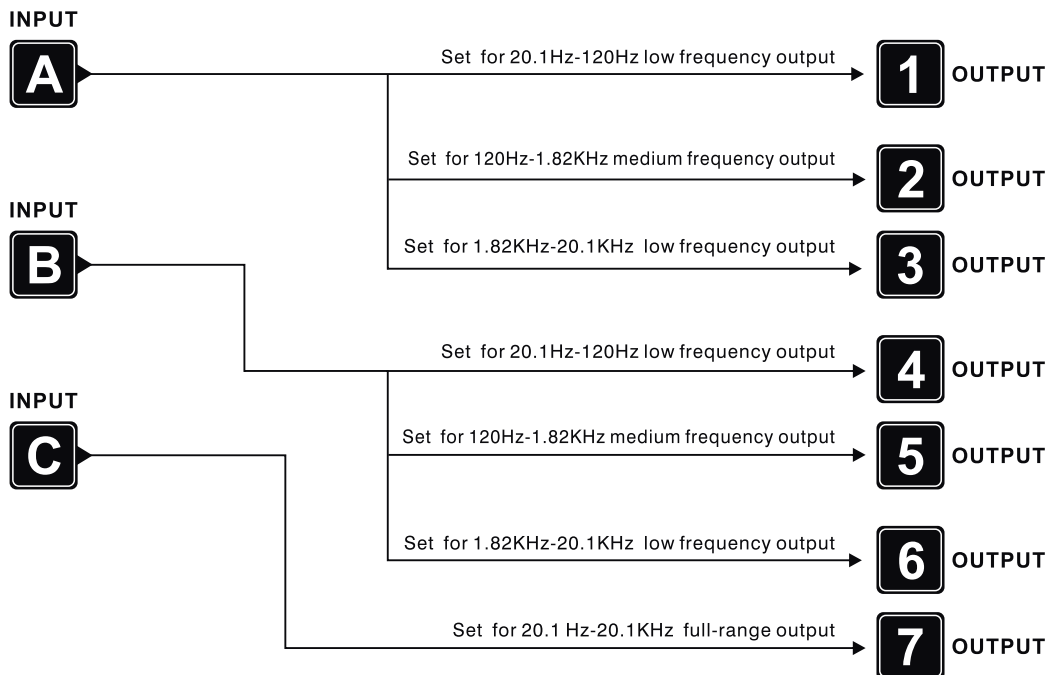 INPUT
A
Set for 20.1Hz-120Hz low frequency output
1 OUTPUT
Set for 120Hz-1.82KHz medium frequency output
2 OUTPUT
INPUT
B
Set for 1.82KHz-20.1KHz low frequency output
3 OUTPUT
Set for 20.1Hz-120Hz low frequency output
4 OUTPUT
INPUT
C
Set for 120Hz-1.82KHz medium frequency output
5 OUTPUT
Set for 1.82KHz-20.1KHz low frequency output
6 OUTPUT
Set for 20.1 Hz-20.1KHz full-range output
7 OUTPUT